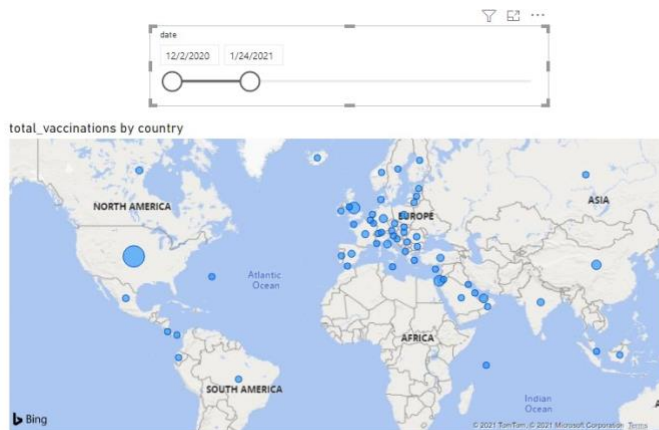 date
12/2/2020 1/24/2021
total_vaccinations by country
NORTH AMERICA
ASIA
EUROPE
Atlantic
Ocean
AFRICA
SOUTH AMERICA
Indian
Ocean
A
Bing
© 2021 TomTom, © 2021 Microsoft Corporation Terms